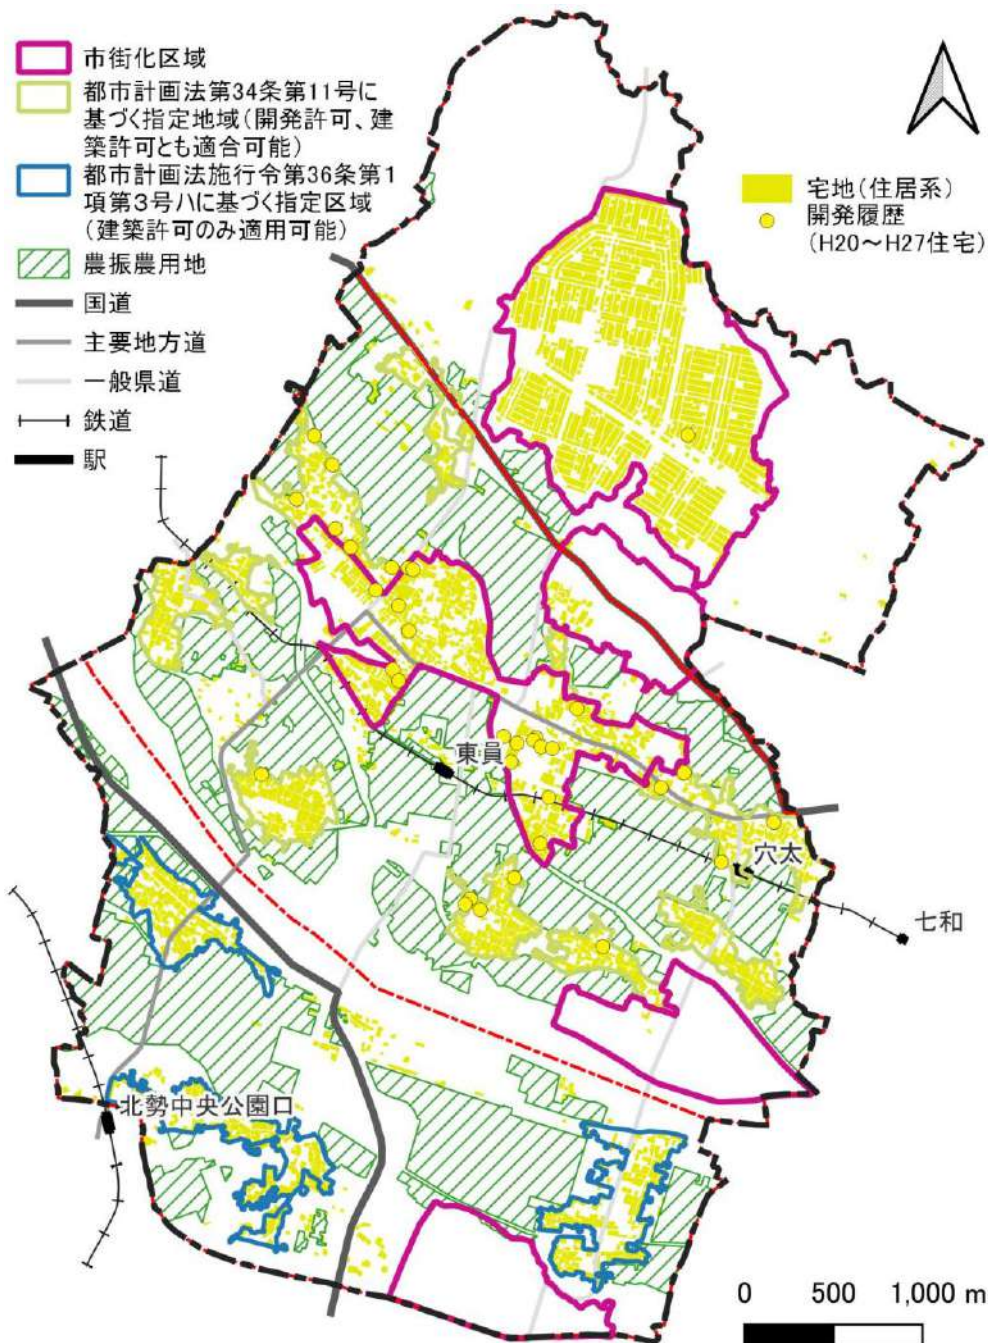 市街化区域
都市計画法第34条第11号に
基づく指定地域(開発許可、建
築許可とも適合可能)
都市計画法施行令第36条第1
項第3号ハに基づく指定区域
(建築許可のみ適用可能)
農振農用地
国道
主要地方道
一般県道
鉄道
駅
宅地(住居系)
開発履歴
(H20～H27住宅)
東員
穴太
七和
北勢中央公園口
0 500 1,000 m